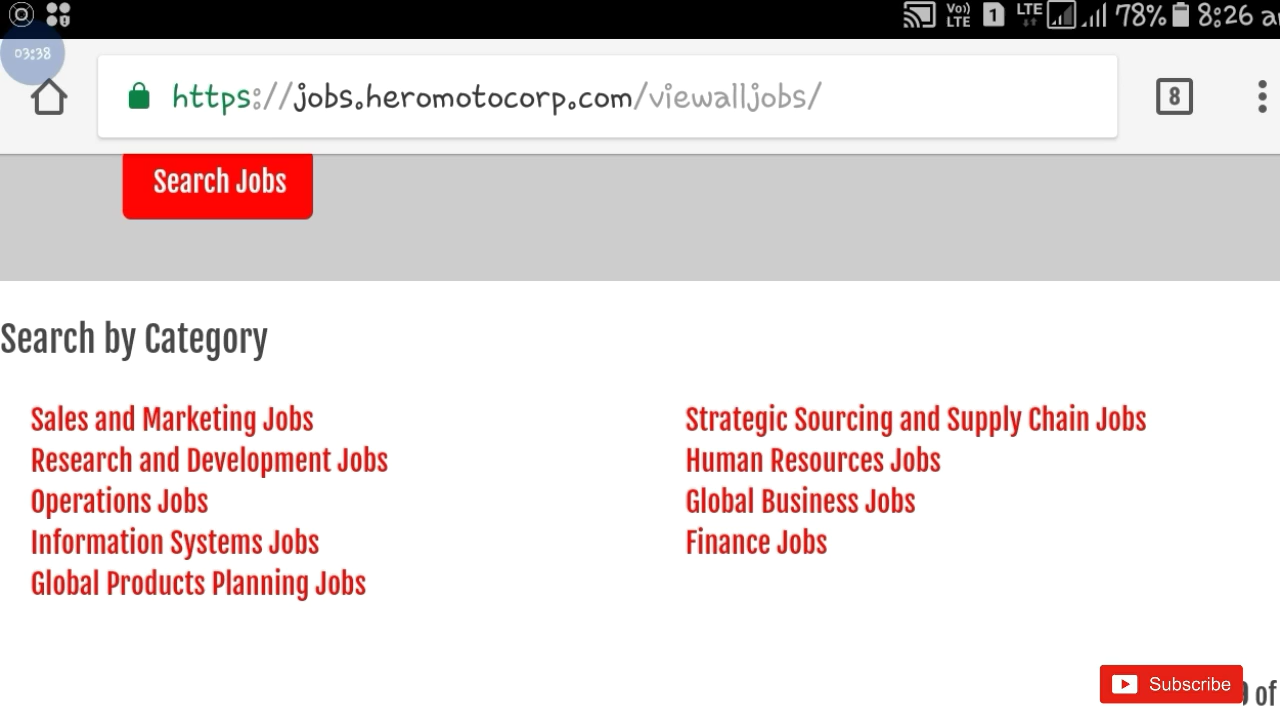 Vo)) LTE 1 LTE 78% 8:26
03:38
https://jobs.heromotocorp.com/viewalljobs/
8
Search Jobs
Search by Category
Sales and Marketing Jobs
Strategic Sourcing and Supply Chain Jobs
Research and Development Jobs
Human Resources Jobs
Operations Jobs
Global Business Jobs
Information Systems Jobs
Finance Jobs
Global Products Planning Jobs
Subscribe
of